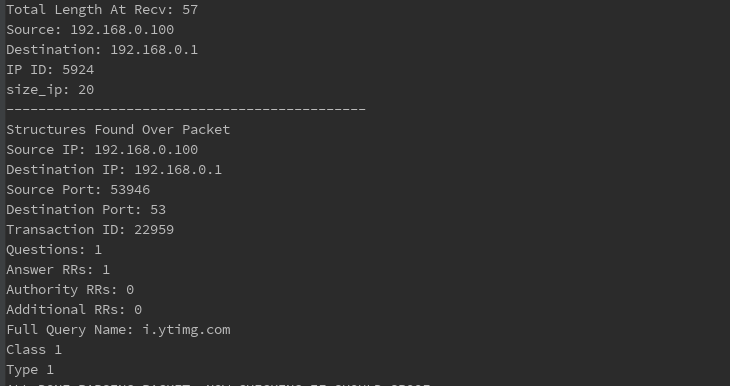 Total Length At Recv: 57
Source: 192.168.0.100
Destination: 192.168.0.1
IP ID: 5924
size_ip: 20
---------------------------------------------
Structures Found Over Packet
Source IP: 192.168.0.100
Destination IP: 192.168.0.1
Source Port: 53946
Destination Port: 53
Transaction ID: 22959
Questions: 1
Answer RRs: 1
Authority RRs: 0
Additional RRs: 0
Full Query Name: i.ytimg.com
Class 1
Type 1